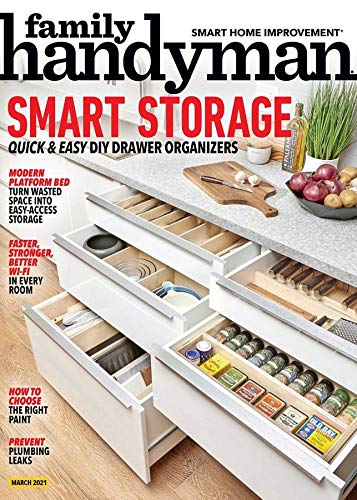 family
handyman
SMART HOME IMPROVEMENT
SMART STORAGE
QUICK & EASY DIY DRAWER ORGANIZERS
MODERN
PLATFORM BED
TURN WASTED
SPACE INTO
EASY-ACCESS
STORAGE
FASTER,
STRONGER,
BETTER
WI-FI
IN EVERY
ROOM
OLD BAY
HOW TO
CHOOSE
THE RIGHT
PAINT
PREVENT
PLUMBING
LEAKS
MARCH 2021